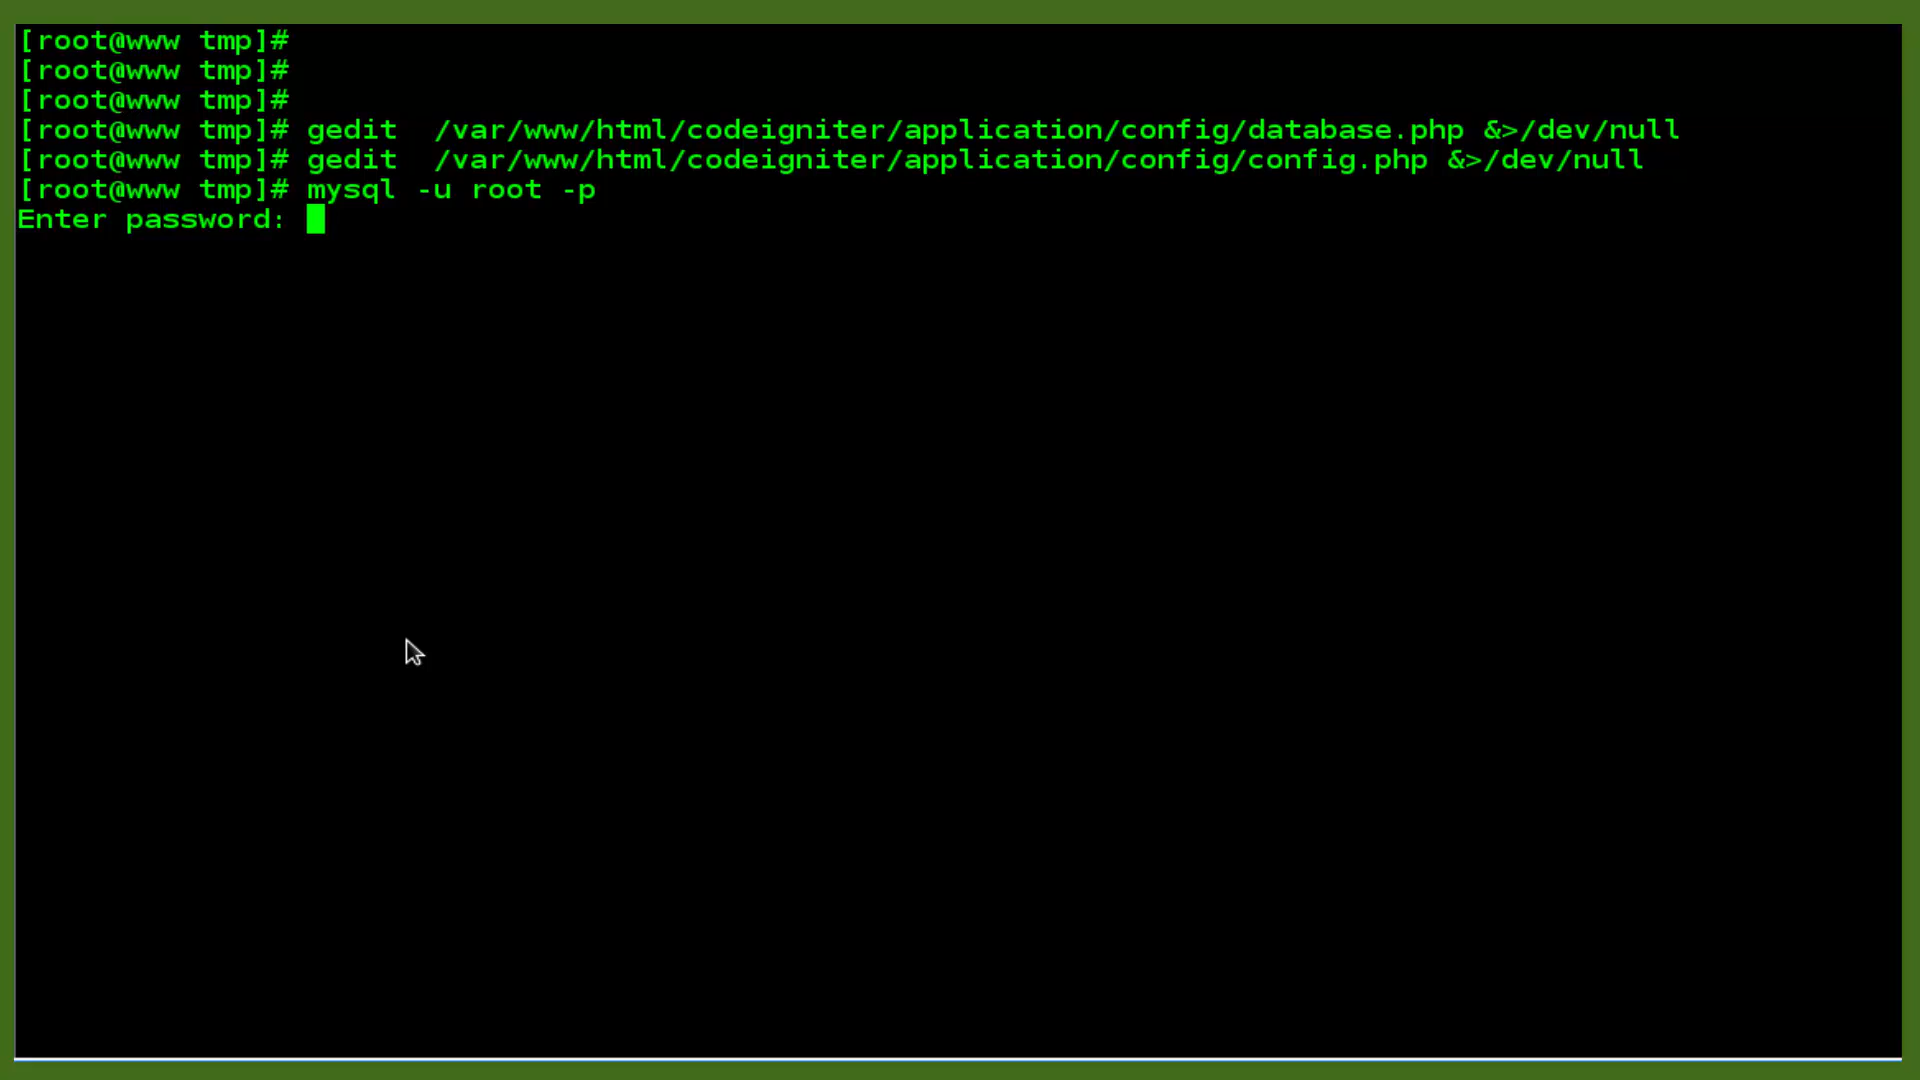 [root@www tmp]#
[root@www tmp]#
[root@www tmp]#
[root@www tmp]# gedit  /var/www/html/codeigniter/application/config/database.php &>/dev/null
[root@www tmp]# gedit  /var/www/html/codeigniter/application/config/config.php &>/dev/null
[root@www tmp]# mysql -u root -p
Enter password: